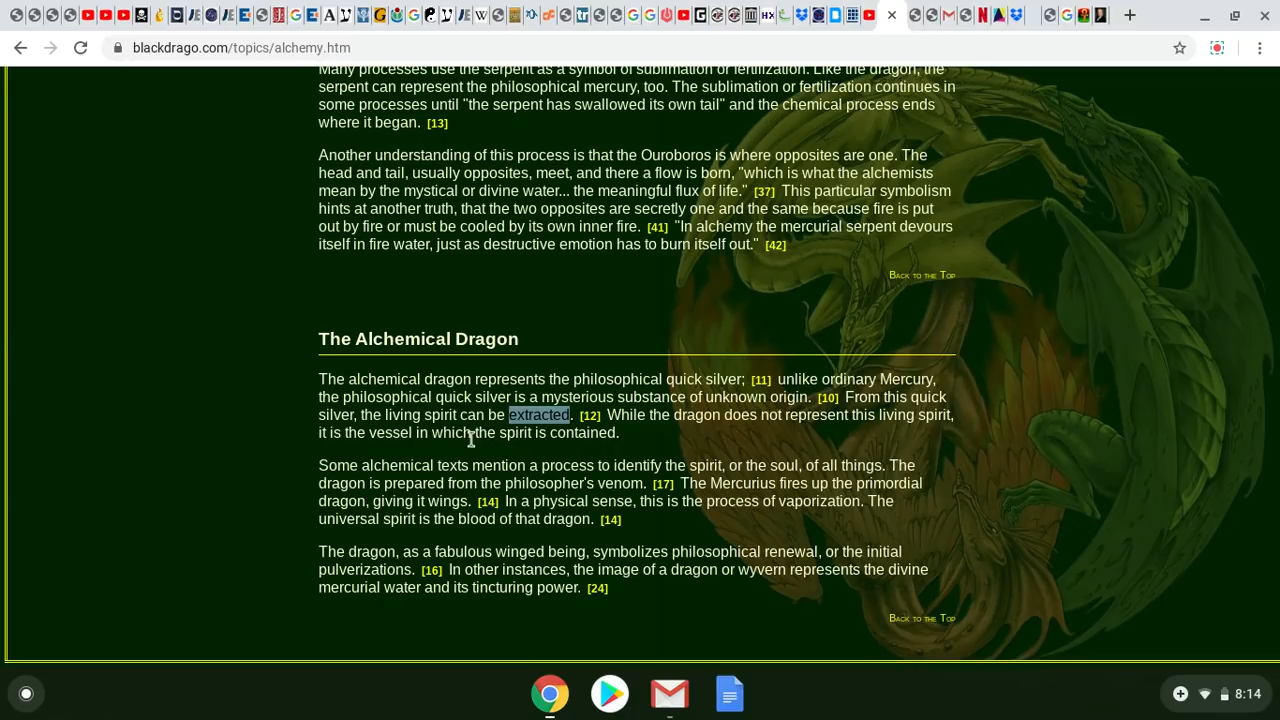 blackdrago.com/topics/alchemy.htm
Many processes use the serpent as a symbol of sublimation or fertilization. Like the dragon, the
serpent can represent the philosophical mercury, too. The sublimation or fertilization continues in
some processes until "the serpent has swallowed its own tail" and the chemical process ends
where it began. [13]
Another understanding of this process is that the Ouroboros is where opposites are one. The
head and tail, usually opposites, meet, and there a flow is born, "which is what the alchemists
mean by the mystical or divine water... the meaningful flux of life." [37] This particular symbolism
hints at another truth, that the two opposites are secretly one and the same because fire is put
out by fire or must be cooled by its own inner fire. [41] "In alchemy the mercurial serpent devours
itself in fire water, just as destructive emotion has to burn itself out." [42]
Back to the Top
The Alchemical Dragon
The alchemical dragon represents the philosophical quick silver; [11] unlike ordinary Mercury,
the philosophical quick silver is a mysterious substance of unknown origin. [10] From this quick
silver, the living spirit can be extracted. [12] While the dragon does not represent this living spirit,
it is the vessel in which the spirit is contained.
Some alchemical texts mention a process to identify the spirit, or the soul, of all things. The
dragon is prepared from the philosopher's venom. [17] The Mercurius fires up the primordial
dragon, giving it wings. [14] In a physical sense, this is the process of vaporization. The
universal spirit is the blood of that dragon. [14]
The dragon, as a fabulous winged being, symbolizes philosophical renewal, or the initial
pulverizations. [16] In other instances, the image of a dragon or wyvern represents the divine
mercurial water and its tincturing power. [24]
Back to the Top
8:14